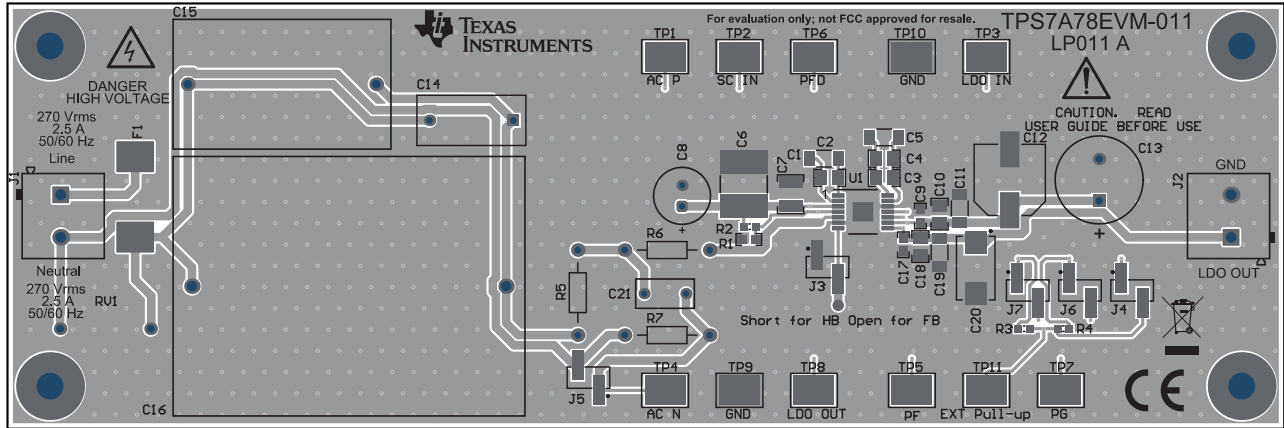 C15
TEXAS
INSTRUMENTS
For evaluation only; not FCC approved for resale.
TPS7A78EVM-011
LP011 A
TP1
TP2
TP6
TP10
TP3
AC P
SC IN
PFD
GND
LDO IN
DANGER
HIGH VOLTAGE
270 Vrms
2.5 A
50/60 Hz
Line
F1
C14
CAUTION. READ
USER GUIDE BEFORE USE
C12
C13
J1
C8
C6
C7
C1
C2
C5
C4
C3
U1
C9
C10
C11
GND
J2
LDO OUT
R2
R1
R6
R5
C21
R7
J3
C17
C18
C19
C20
J7
J6
J4
R3
R4
Neutral
270 Vrms
2.5 A
50/60 Hz
RV1
Short for HB Open for FB
C16
J5
TP4
TP9
TP8
TP5
TP11
TP7
AC N
GND
LDO OUT
PF
EXT Pull-up
PG
CE